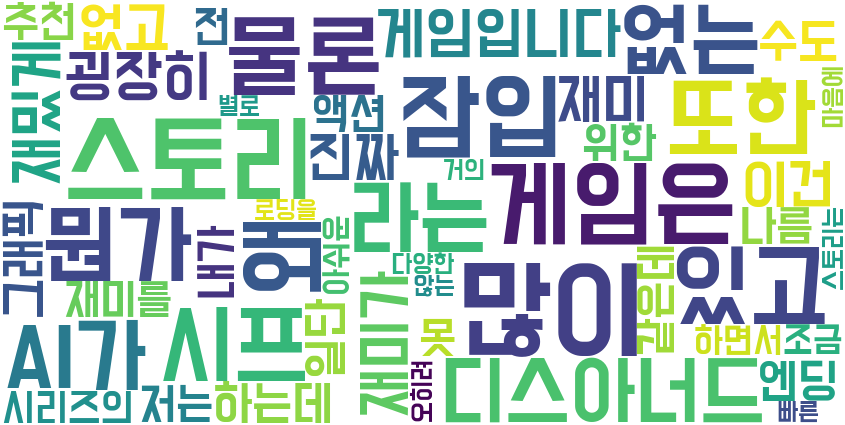 추천
없고
전
물론
게임입니다
없는
수도
재밌게
굉장히
별로
액션
진짜
잠입
재미
또한
마음에
위한
스토리
거의
게임은
이건
그래픽
뭔가
내가
로딩을
왜
아쉬운
라는
다양한
않는
많이
같은데
있고
나름
스토리는
재미를
AI가
시프
일단
재미가
못
하면서
조금
시리즈의
저는
하는데
오히려
디스아너드
엔딩
빠른